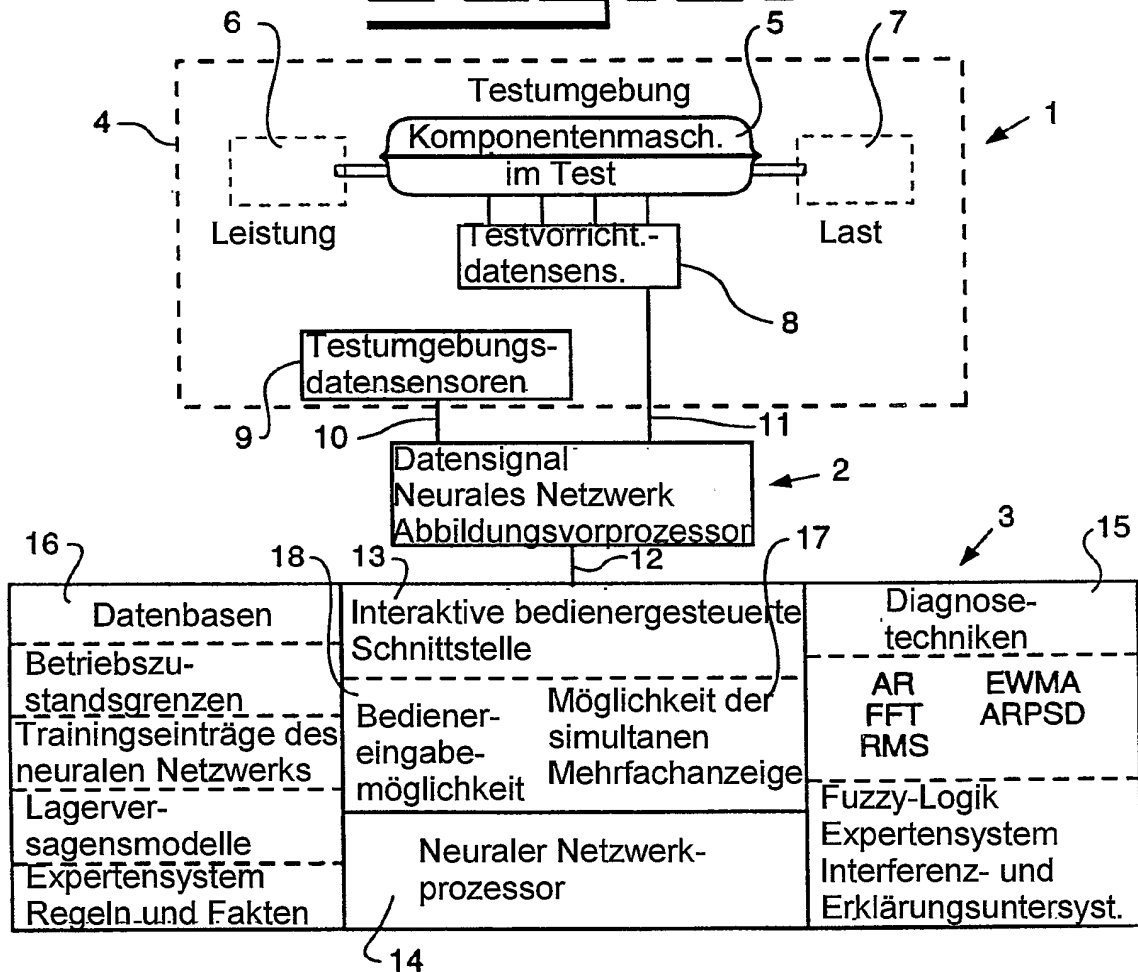 6
5
7
4
1
Testumgebung
Komponentenmasch.
im Test
Leistung
Last
Testvorricht.-
datensens.
8
Testumgebungs-
datensensoren
9
10
11
Datensignal
Neurales Netzwerk
Abbildungsvorprozessor
2
12
16
18
13
17
3
15
Datenbasen
Betriebszu-
standsgrenzen
Trainingseinträge des
neuralen Netzwerks
Lagerver-
sagensmodelle
Expertensystem
Regeln und Fakten
Interaktive bedienergesteuerte
Schnittstelle
Bediener-
eingabe-
möglichkeit
Möglichkeit der
simultanen
Mehrfachanzeige
Neuraler Netzwerk-
prozessor
14
Diagnose-
techniken
AR EWMA
FFT ARPSD
RMS
Fuzzy-Logik
Expertensystem
Interferenz- und
Erklärungsuntersyst.